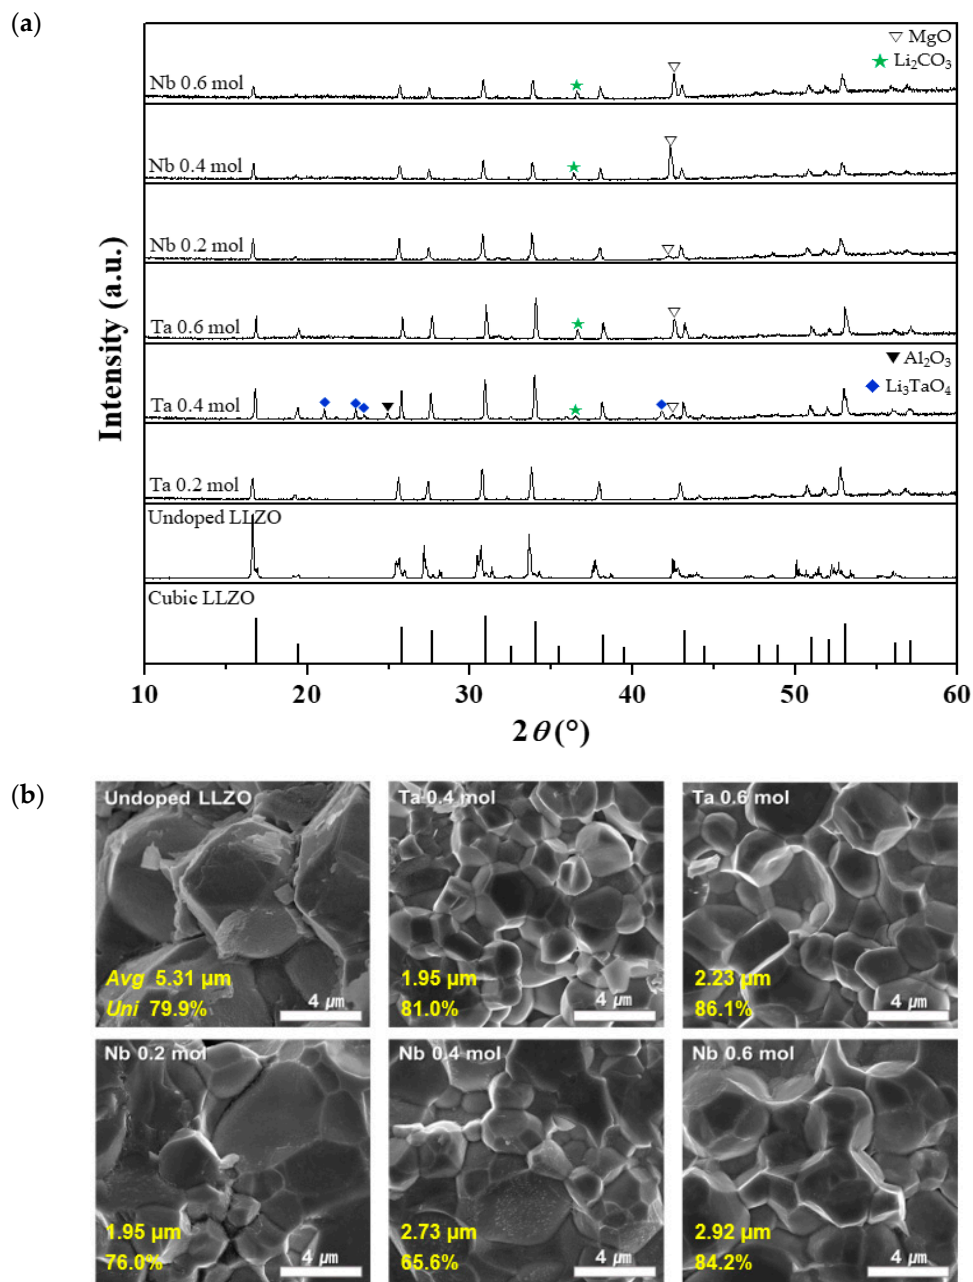 (a)
MgO
Li₂CO₃
Nb 0.6 mol
Nb 0.4 mol
Nb 0.2 mol
Ta 0.6 mol
Al₂O₃
Li₃TaO₄
Ta 0.4 mol
Ta 0.2 mol
Undoped LLZO
Cubic LLZO
Intensity (a.u.)
10 20 30 40 50 60
2θ (°)
(b)
Undoped LLZO
Avg 5.31 µm
Uni 79.9%
4 µm
Ta 0.4 mol
1.95 µm
81.0%
4 µm
Ta 0.6 mol
2.23 µm
86.1%
4 µm
Nb 0.2 mol
1.95 µm
76.0%
4 µm
Nb 0.4 mol
2.73 µm
65.6%
4 µm
Nb 0.6 mol
2.92 µm
84.2%
4 µm